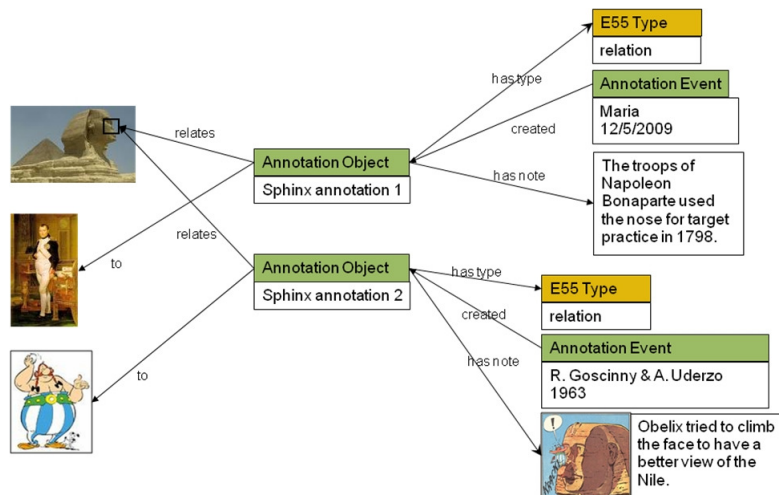 E55 Type
relation
has type
Annotation Event
Maria
12/5/2009
created
relates
Annotation Object
Sphinx annotation 1
has note
The troops of
Napoleon
Bonaparte used
the nose for target
practice in 1798.
relates
to
Annotation Object
Sphinx annotation 2
has type
E55 Type
relation
created
Annotation Event
R. Goscinny & A. Uderzo
1963
has note
to
!
Obelix tried to climb
the face to have a
better view of the
Nile.